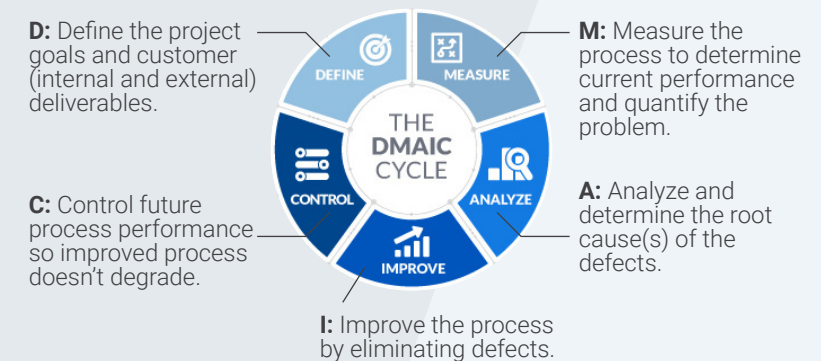 D: Define the project
goals and customer
(internal and external)
deliverables.
M: Measure the
process to determine
current performance
and quantify the
problem.
DEFINE
MEASURE
THE
DMAIC
CYCLE
CONTROL
ANALYZE
IMPROVE
C: Control future
process performance
so improved process
doesn’t degrade.
A: Analyze and
determine the root
cause(s) of the
defects.
I: Improve the process
by eliminating defects.